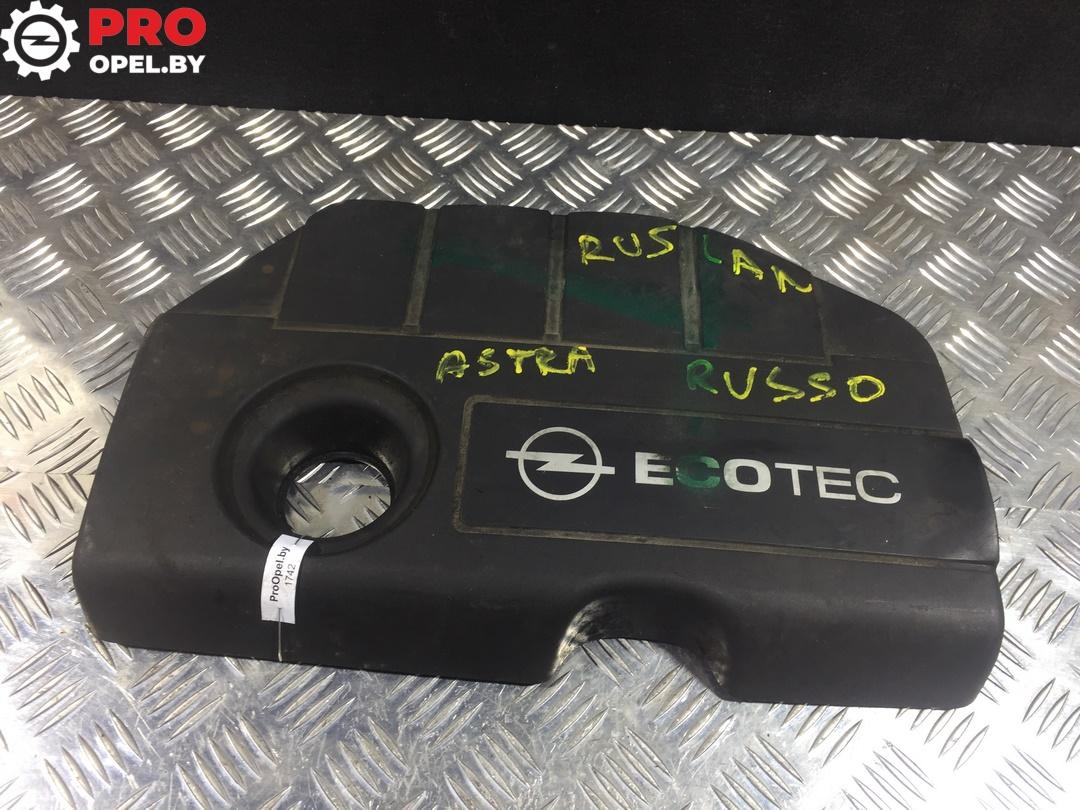 PRO
OPEL.BY
RUSLAN
ASTRA RUSSO
ECOTEC
ProOpel.by
1742